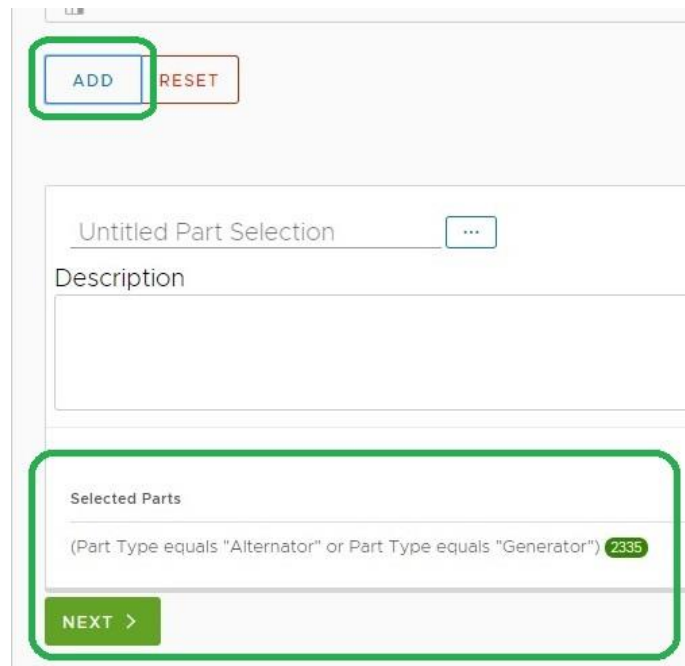 ADD RESET
Untitled Part Selection ...
Description
Selected Parts
(Part Type equals "Alternator" or Part Type equals "Generator") 2335
NEXT >